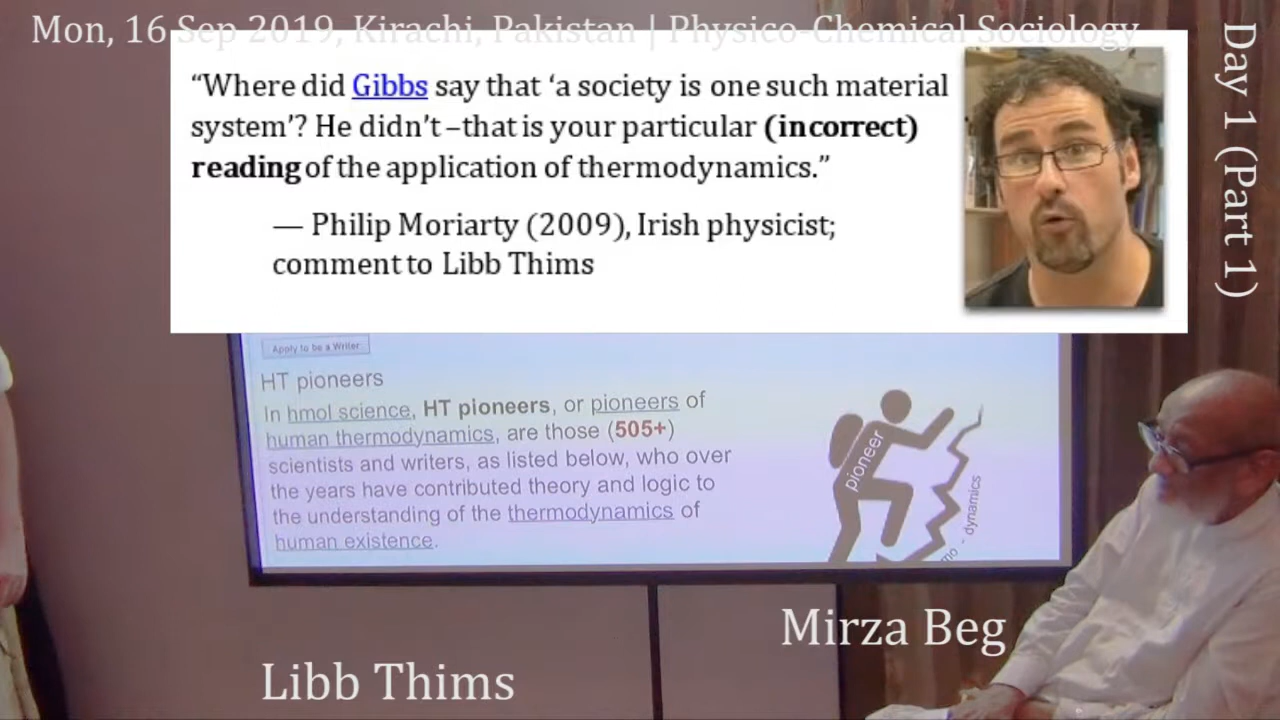 Mon, 16 Sep 2019, Kirachi, Pakistan | Physico-Chemical Sociology
Day 1 (Part 1)
“Where did Gibbs say that ‘a society is one such material
system’? He didn’t – that is your particular (incorrect)
reading of the application of thermodynamics.”
— Philip Moriarty (2009), Irish physicist;
comment to Libb Thims
Apply to be a Writer
HT pioneers
In hmol science, HT pioneers, or pioneers of
human thermodynamics, are those (505+)
scientists and writers, as listed below, who over
the years have contributed theory and logic to
the understanding of the thermodynamics of
human existence.
pioneer
dynamics
Mirza Beg
Libb Thims